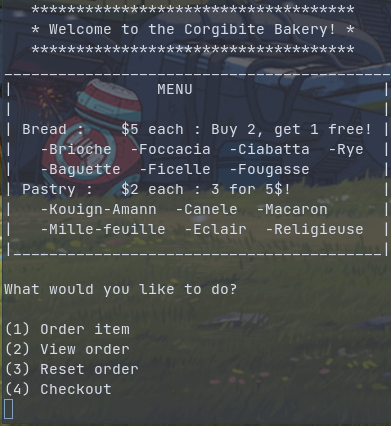 ***********************************
* Welcome to the Corgibite Bakery! *
***********************************
_________________________________________
| MENU |
| |
| Bread : $5 each : Buy 2, get 1 free! |
| -Brioche -Foccacia -Ciabatta -Rye |
| -Baguette -Ficelle -Fougasse |
| Pastry : $2 each : 3 for 5$! |
| -Kouign-Amann -Canele -Macaron |
| -Mille-feuille -Eclair -Religieuse |
|_________________________________________|
What would you like to do?
(1) Order item
(2) View order
(3) Reset order
(4) Checkout